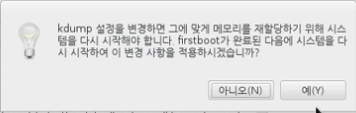 kdump 설정을 변경하면 그에 맞게 메모리를 재할당하기 위해 시스
템을 다시 시작해야 합니다. firstboot가 완료된 다음에 시스템을 다
시 시작하여 이 변경 사항을 적용하시겠습니까?
아니오(N) 예(Y)